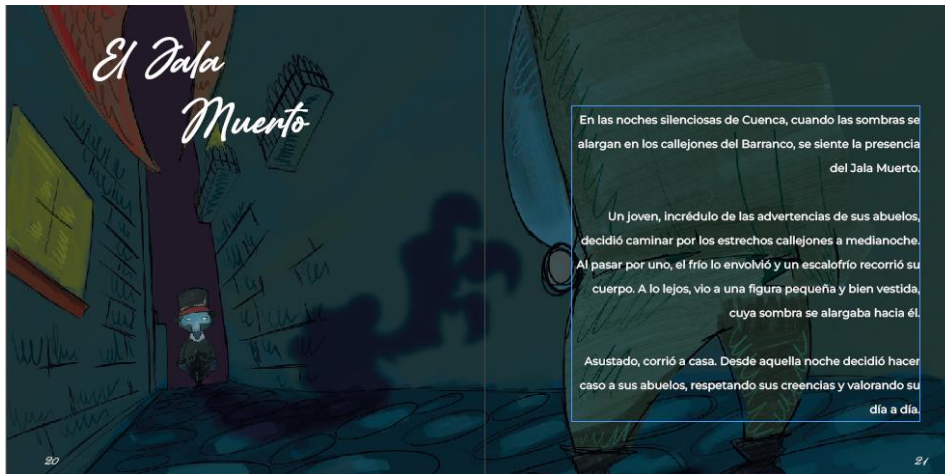 El Jala
Muerto
En las noches silenciosas de Cuenca, cuando las sombras se
alargan en los callejones del Barranco, se siente la presencia
del Jala Muerto.
Un joven, incrédulo de las advertencias de sus abuelos,
decidió caminar por los estrechos callejones a medianoche.
Al pasar por uno, el frío lo envolvió y un escalofrío recorrió su
cuerpo. A lo lejos, vio a una figura pequeña y bien vestida,
cuya sombra se alargaba hacia él.
Asustado, corrió a casa. Desde aquella noche decidió hacer
caso a sus abuelos, respetando sus creencias y valorando su
día a día.
20
21